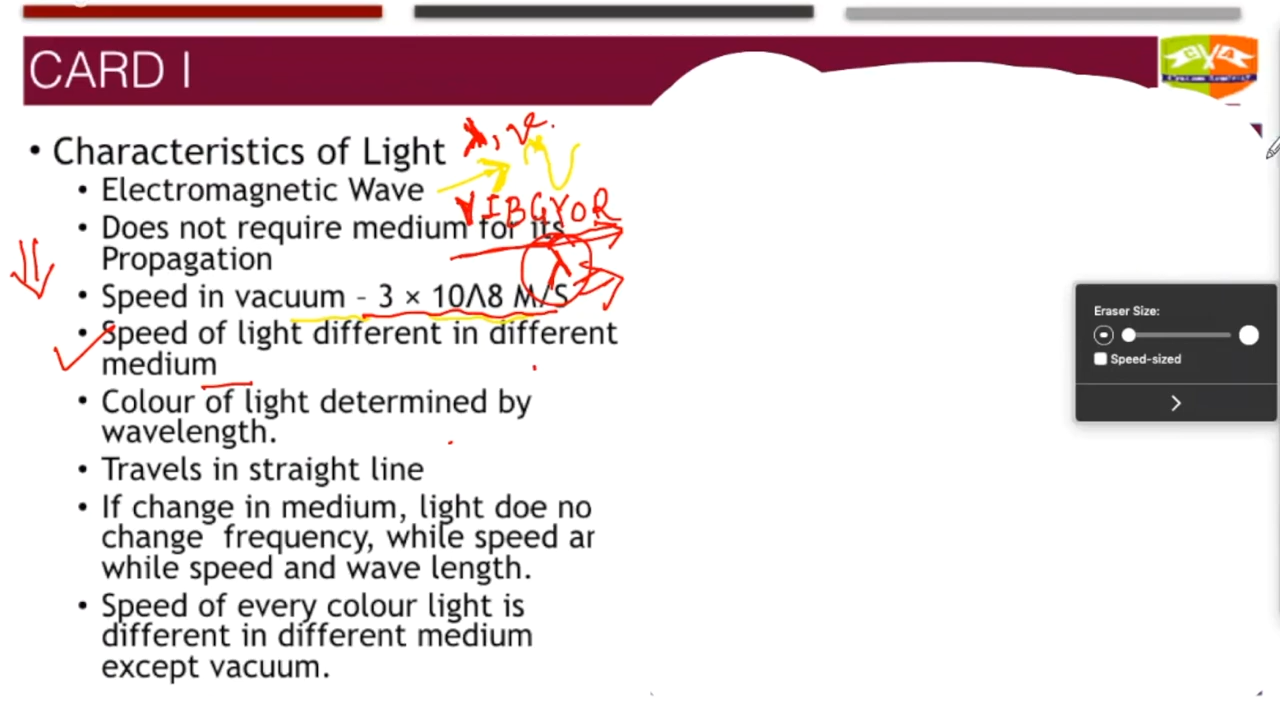 CARD I
C A
• Characteristics of Light λ, ν
• Electromagnetic Wave
VIBGYOR
• Does not require medium for its
Propagation
λ
• Speed in vacuum – 3 × 10Λ8 M/S
• Speed of light different in different
medium
• Colour of light determined by
wavelength.
• Travels in straight line
• If change in medium, light doe no
change frequency, while speed ar
while speed and wave length.
• Speed of every colour light is
different in different medium
except vacuum.
Eraser Size:
Speed-sized